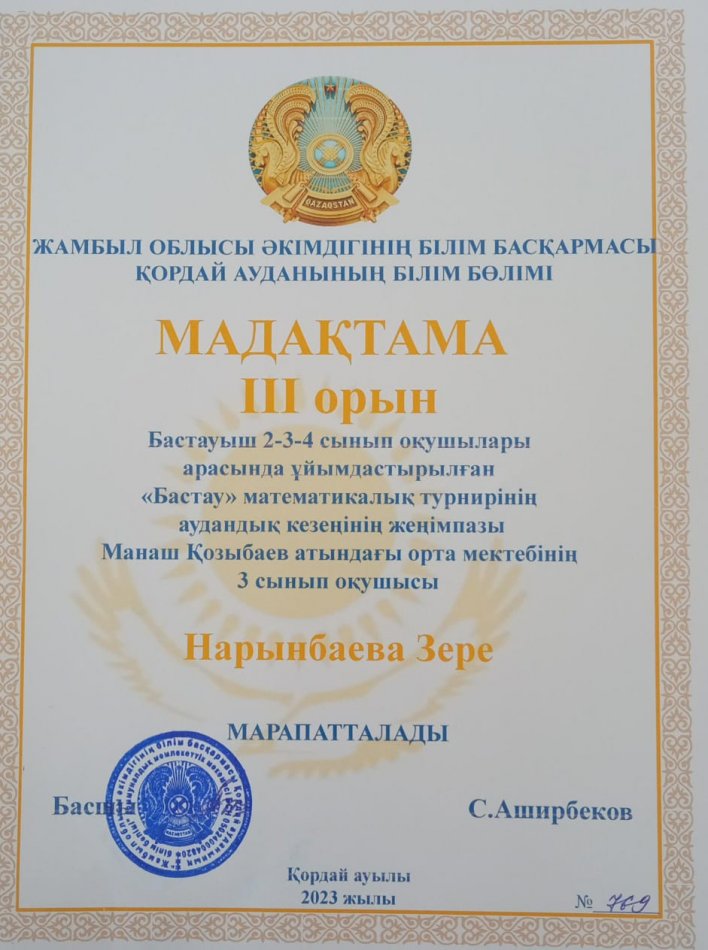 QAZAQSTAN
ЖАМБЫЛ ОБЛЫСЫ ӘКІМДІГІНІҢ БІЛІМ БАСҚАРМАСЫ
ҚОРДАЙ АУДАНЫНЫҢ БІЛІМ БӨЛІМІ
МАДАҚТАМА
III орын
Бастауыш 2-3-4 сынып оқушылары
арасында ұйымдастырылған
«Бастау» математикалық турнирінің
аудандық кезеңінің жеңімпазы
Манаш Қозыбаев атындағы орта мектебінің
3 сынып оқушысы
Нарынбаева Зере
МАРАПАТТАЛАДЫ
С.Аширбеков
Қордай ауылы
2023 жылы
№ 769